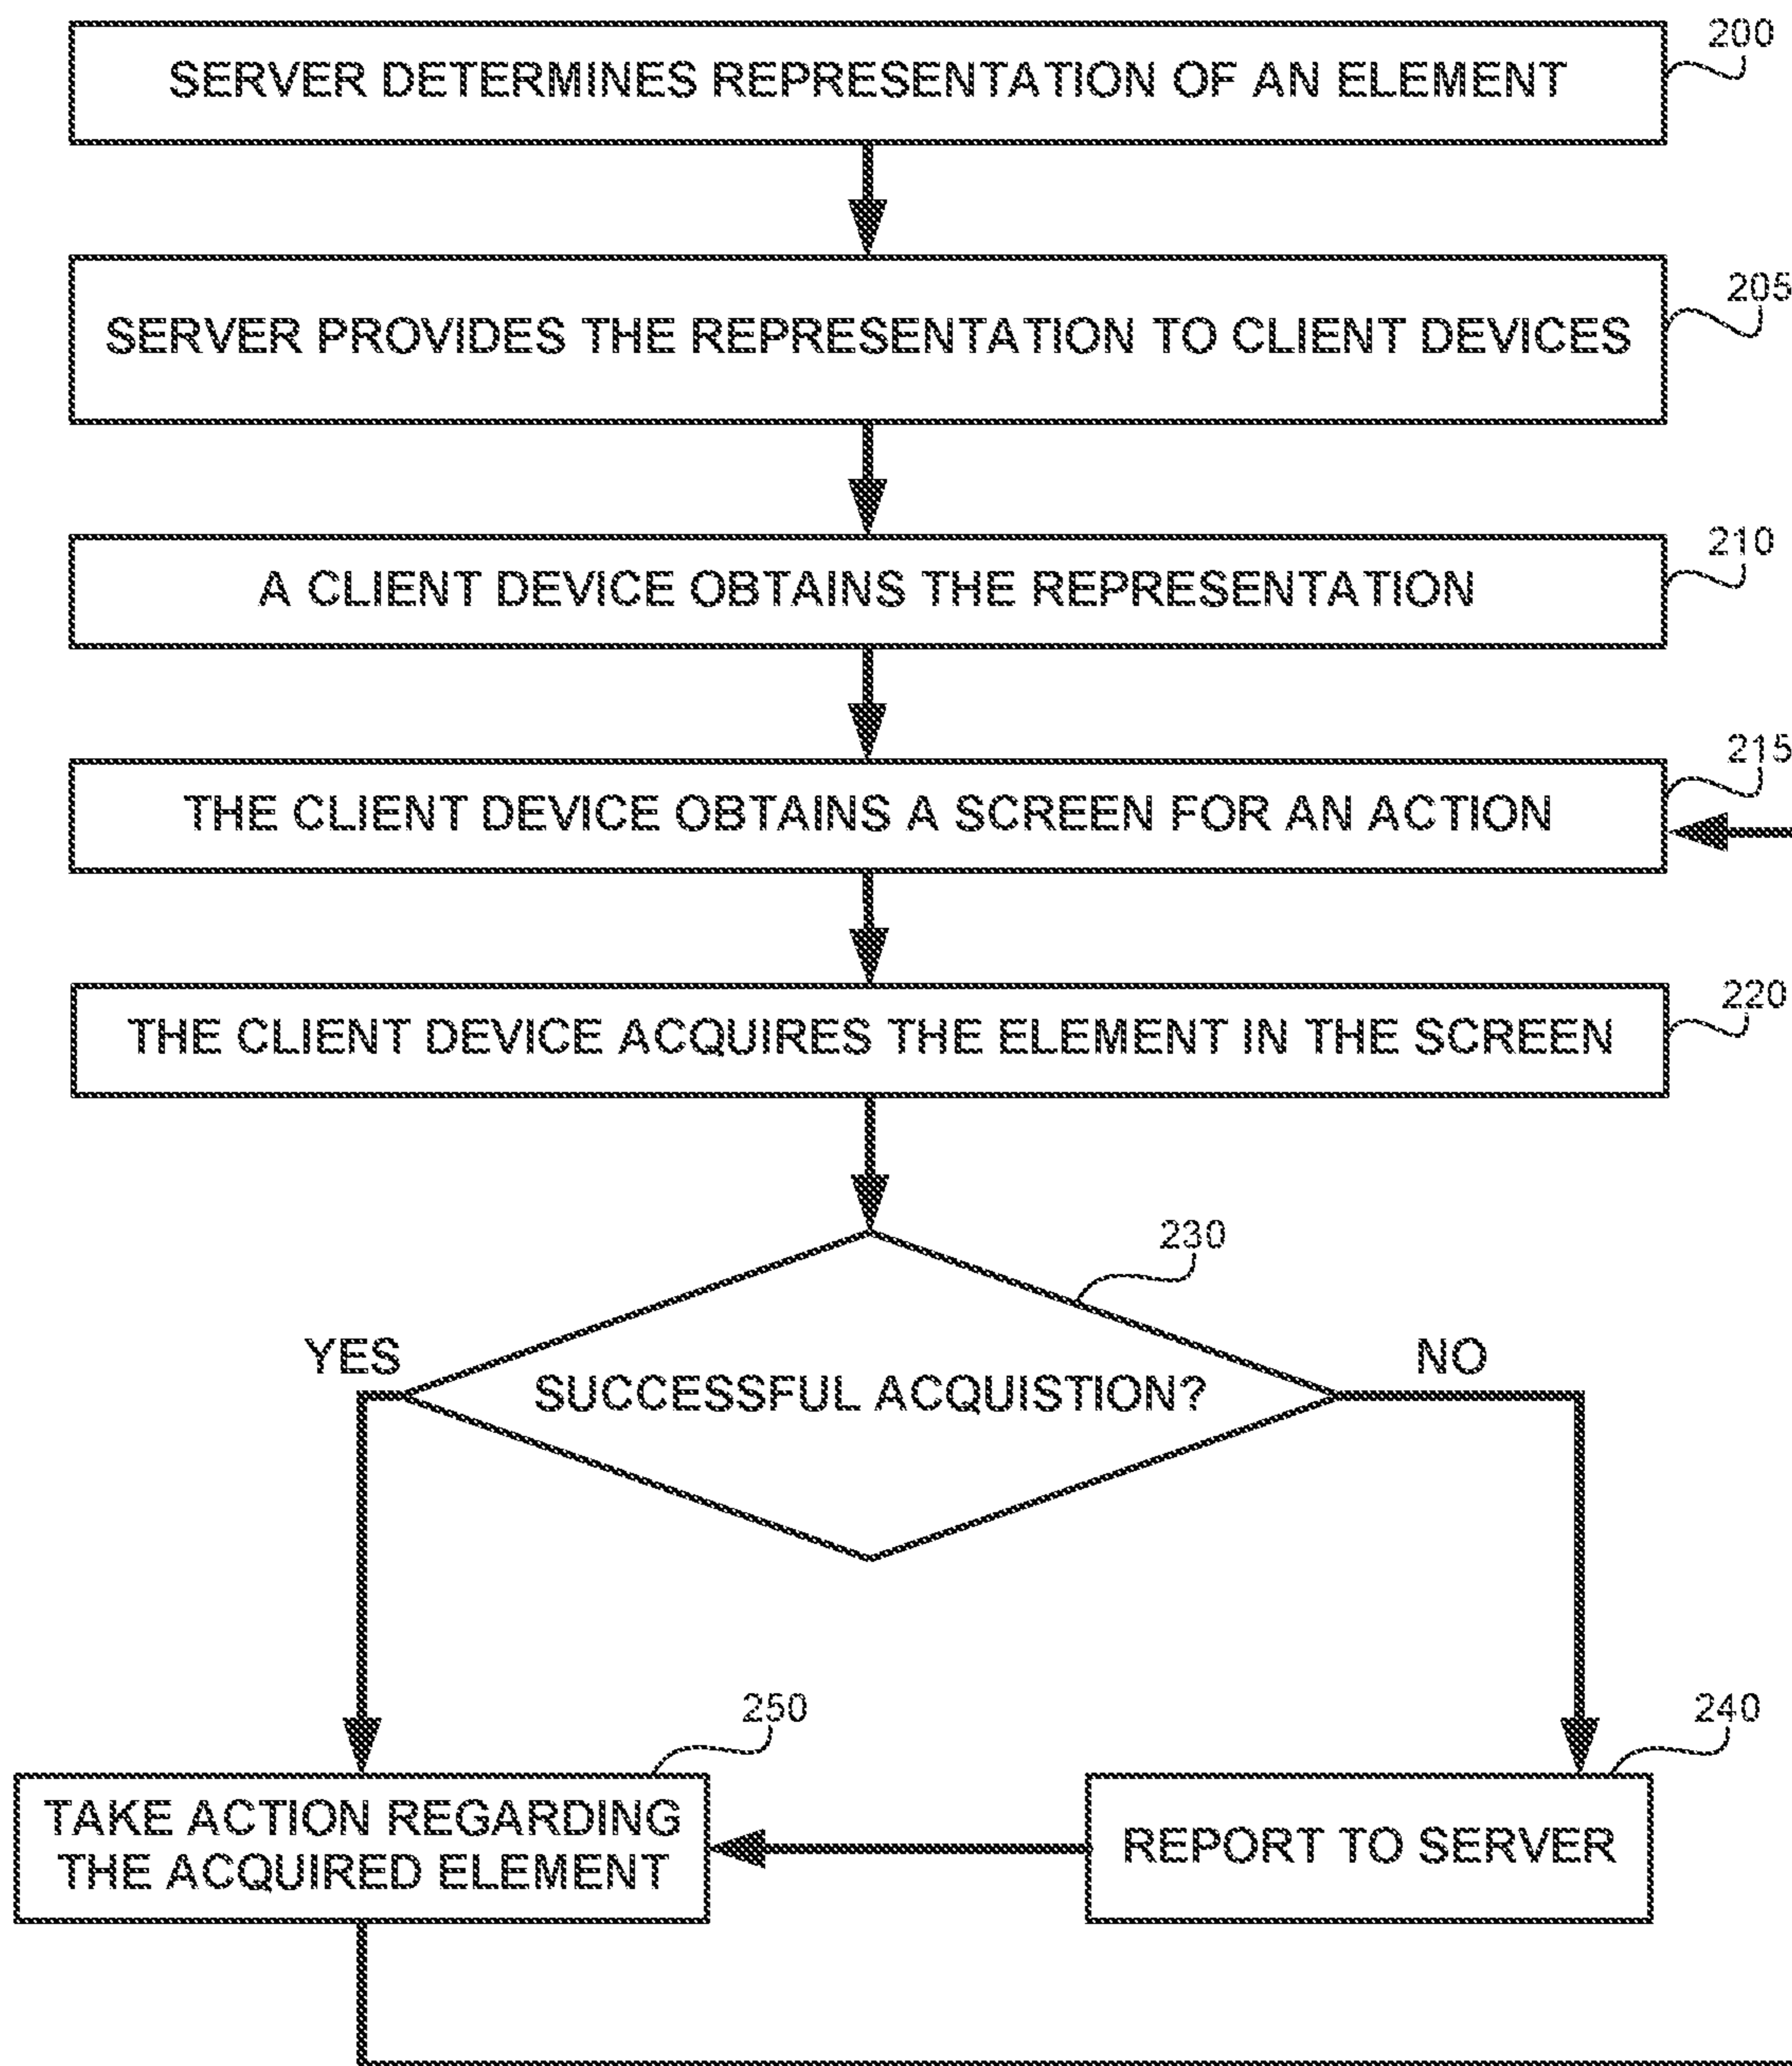 200
SERVER DETERMINES REPRESENTATION OF AN ELEMENT
205
SERVER PROVIDES THE REPRESENTATION TO CLIENT DEVICES
210
A CLIENT DEVICE OBTAINS THE REPRESENTATION
215
THE CLIENT DEVICE OBTAINS A SCREEN FOR AN ACTION
220
THE CLIENT DEVICE ACQUIRES THE ELEMENT IN THE SCREEN
230
YES
NO
SUCCESSFUL ACQUISTION?
250
240
TAKE ACTION REGARDING
THE ACQUIRED ELEMENT
REPORT TO SERVER